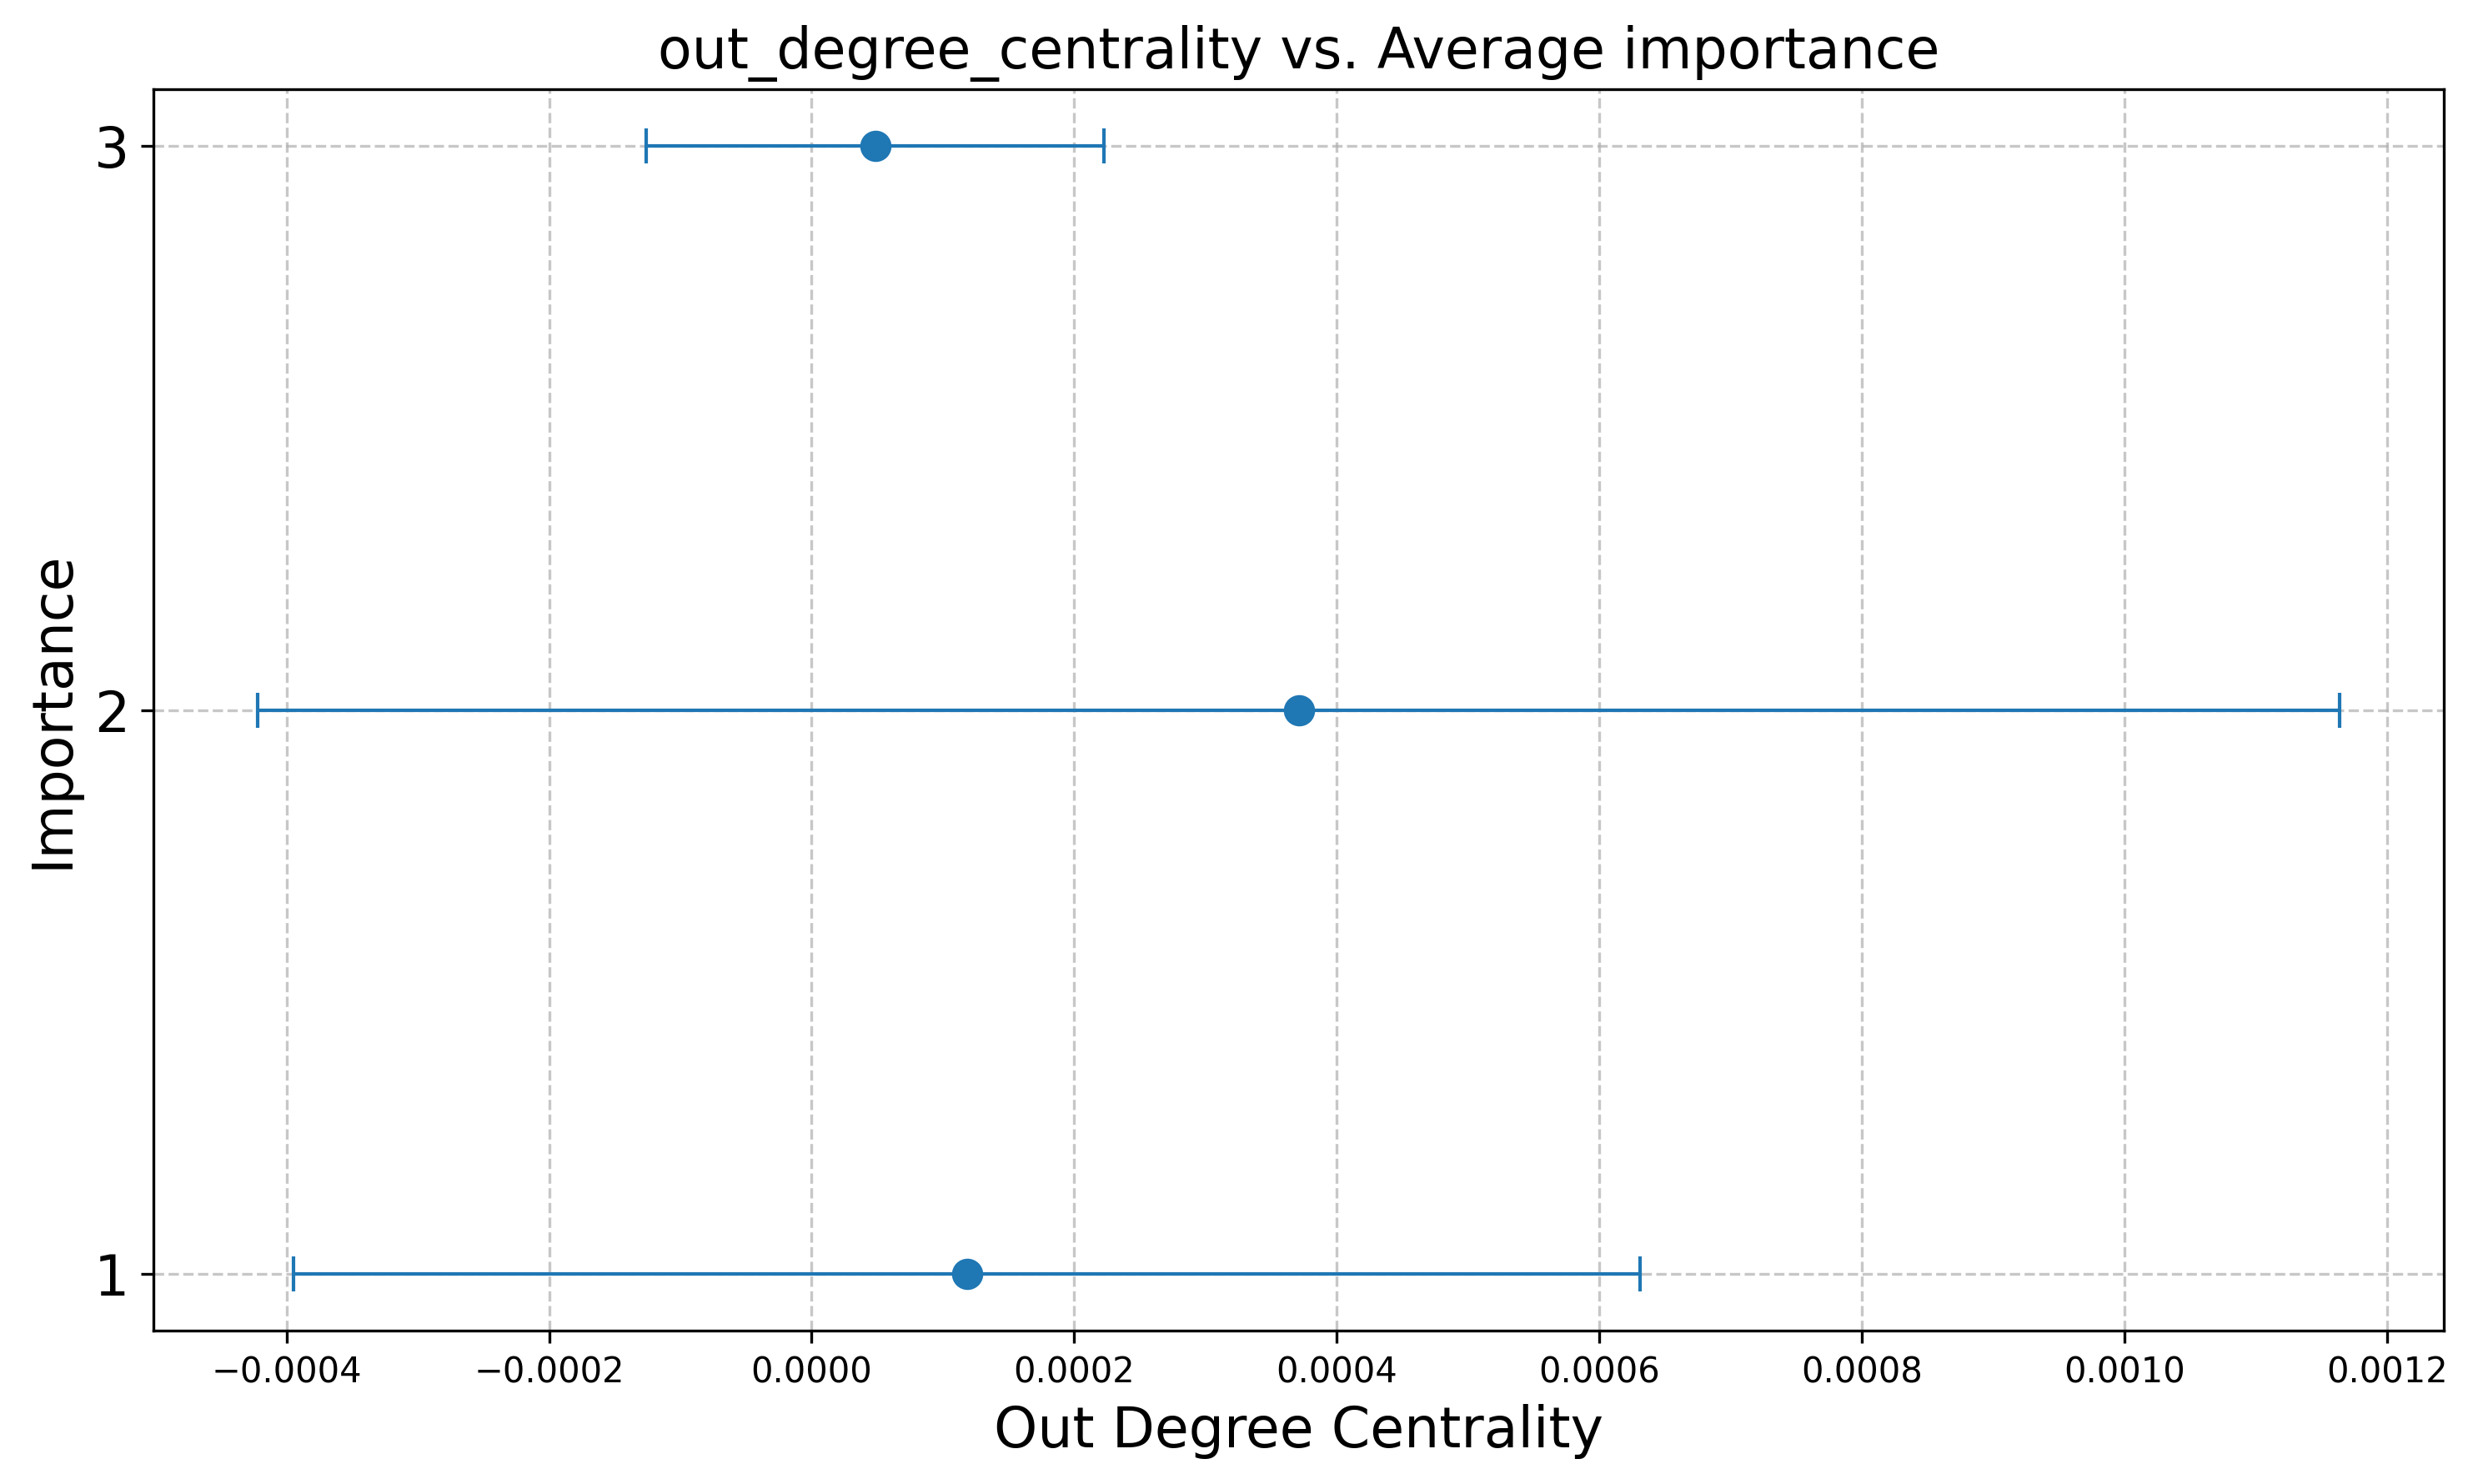 out_degree_centrality vs. Average importance
3
2
1
Importance
−0.0004 −0.0002 0.0000 0.0002 0.0004 0.0006 0.0008 0.0010 0.0012
Out Degree Centrality